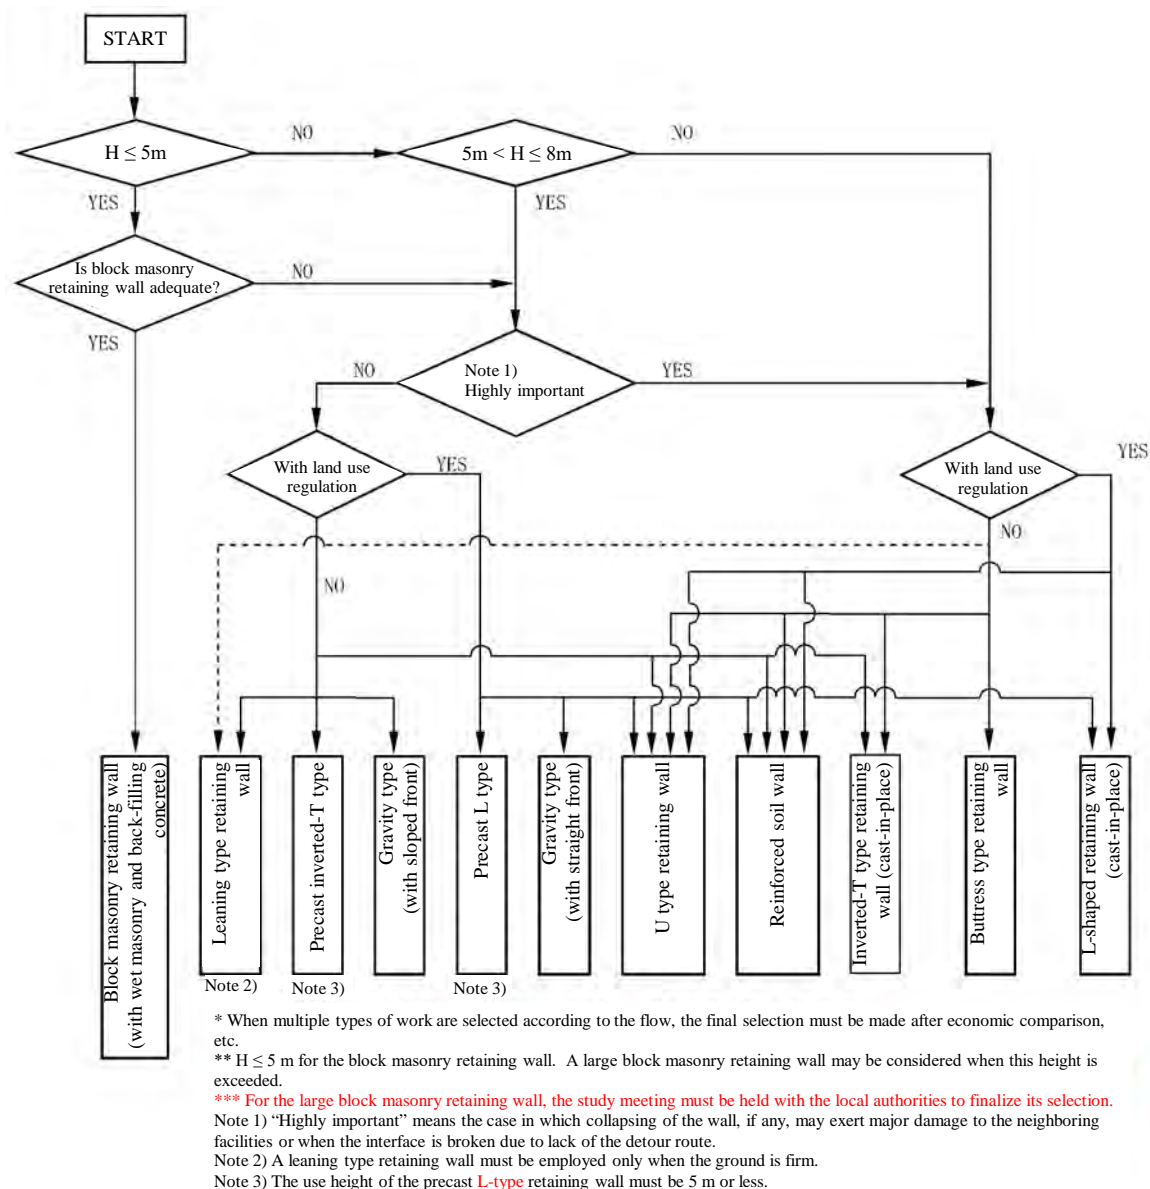 START
H ≤ 5m
NO
5m < H ≤ 8m
NO
YES
YES
Is block masonry
retaining wall adequate?
NO
YES
Note 1)
Highly important
NO
YES
With land use
regulation
YES
With land use
regulation
YES
NO
NO
Block masonry retaining wall
(with wet masonry and back-filling
concrete)
Leaning type retaining
wall
Precast inverted-T type
Gravity type
(with sloped front)
Precast L type
Gravity type
(with straight front)
U type retaining wall
Reinforced soil wall
Inverted-T type retaining
wall (cast-in-place)
Buttress type retaining
wall
L-shaped retaining wall
(cast-in-place)
Note 2)
Note 3)
Note 3)
* When multiple types of work are selected according to the flow, the final selection must be made after economic comparison,
etc.
** H ≤ 5 m for the block masonry retaining wall. A large block masonry retaining wall may be considered when this height is
exceeded.
*** For the large block masonry retaining wall, the study meeting must be held with the local authorities to finalize its selection.
Note 1) “Highly important” means the case in which collapsing of the wall, if any, may exert major damage to the neighboring
facilities or when the interface is broken due to lack of the detour route.
Note 2) A leaning type retaining wall must be employed only when the ground is firm.
Note 3) The use height of the precast L-type retaining wall must be 5 m or less.